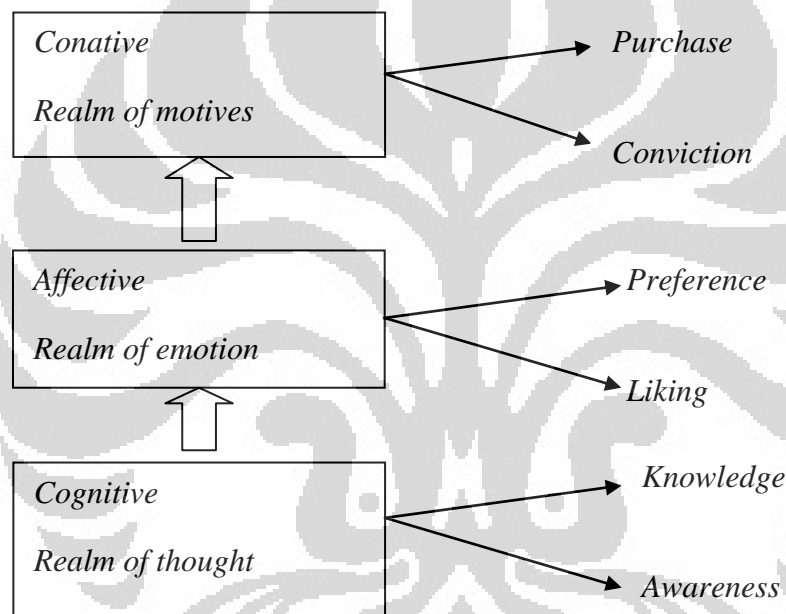 Conative
Realm of motives
Purchase
Conviction
Affective
Realm of emotion
Preference
Liking
Cognitive
Realm of thought
Knowledge
Awareness